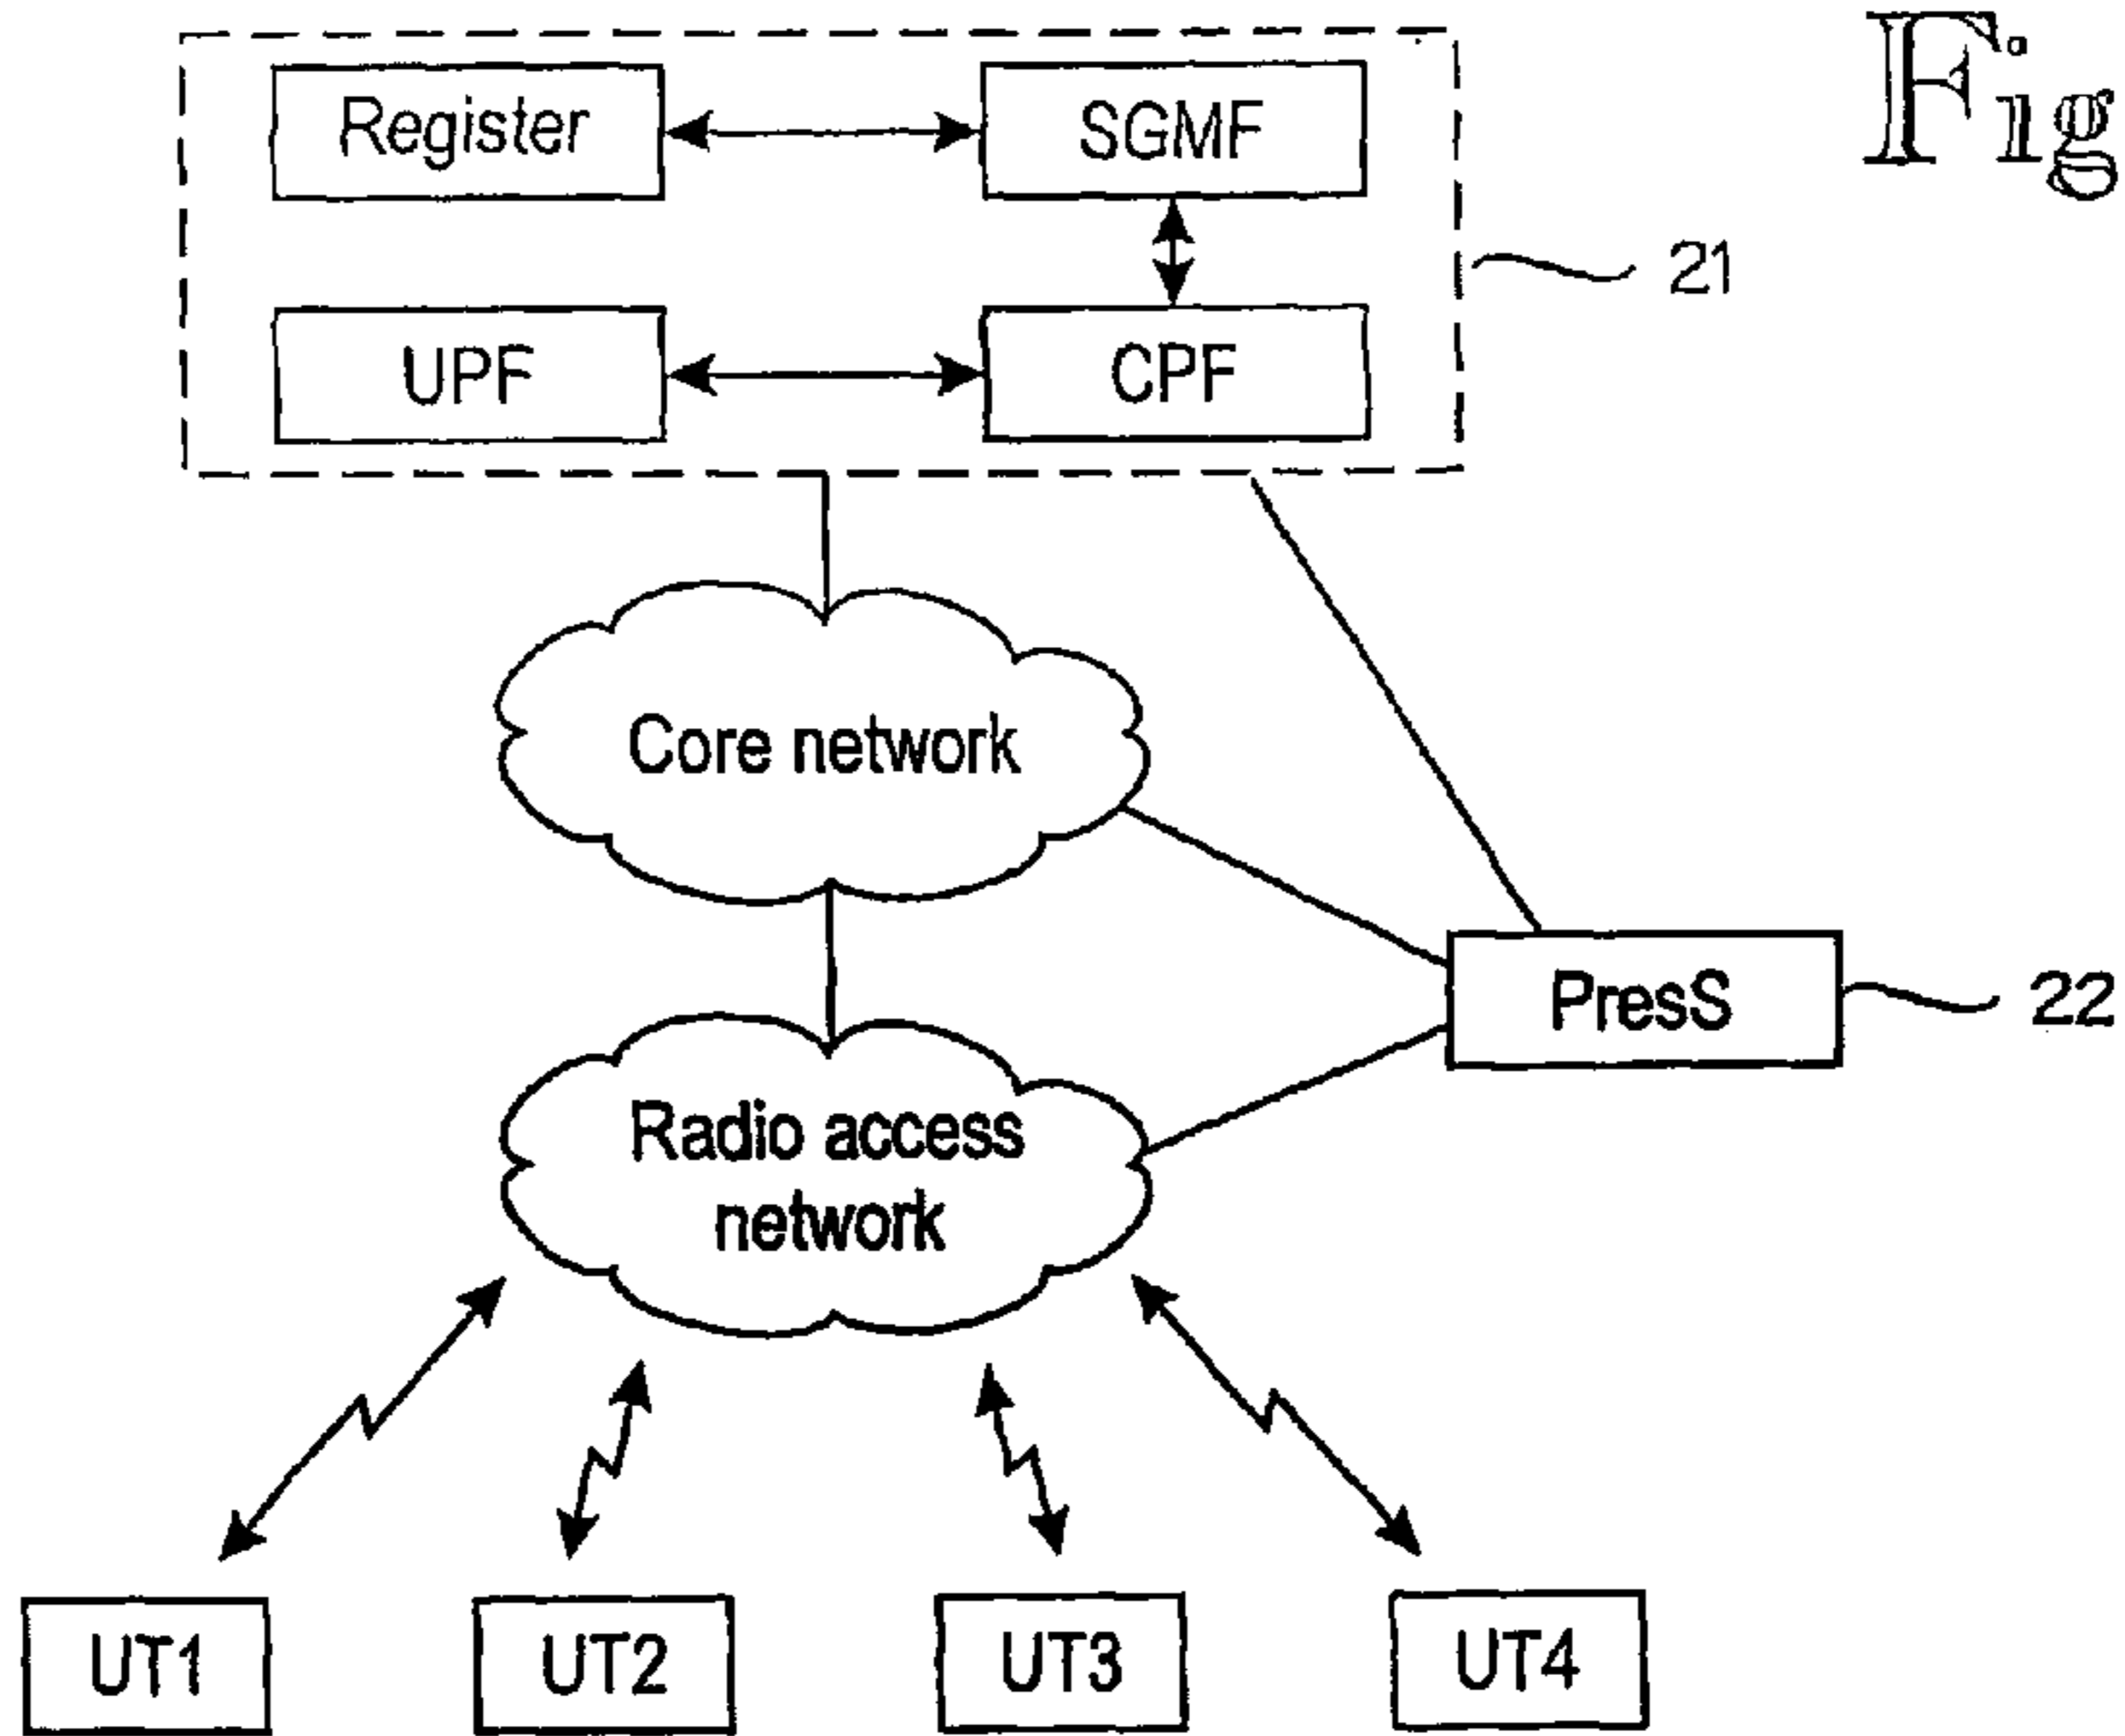 Fig
Register
SGMF
21
UPF
CPF
Core network
PresS
22
Radio access
network
UT1
UT2
UT3
UT4